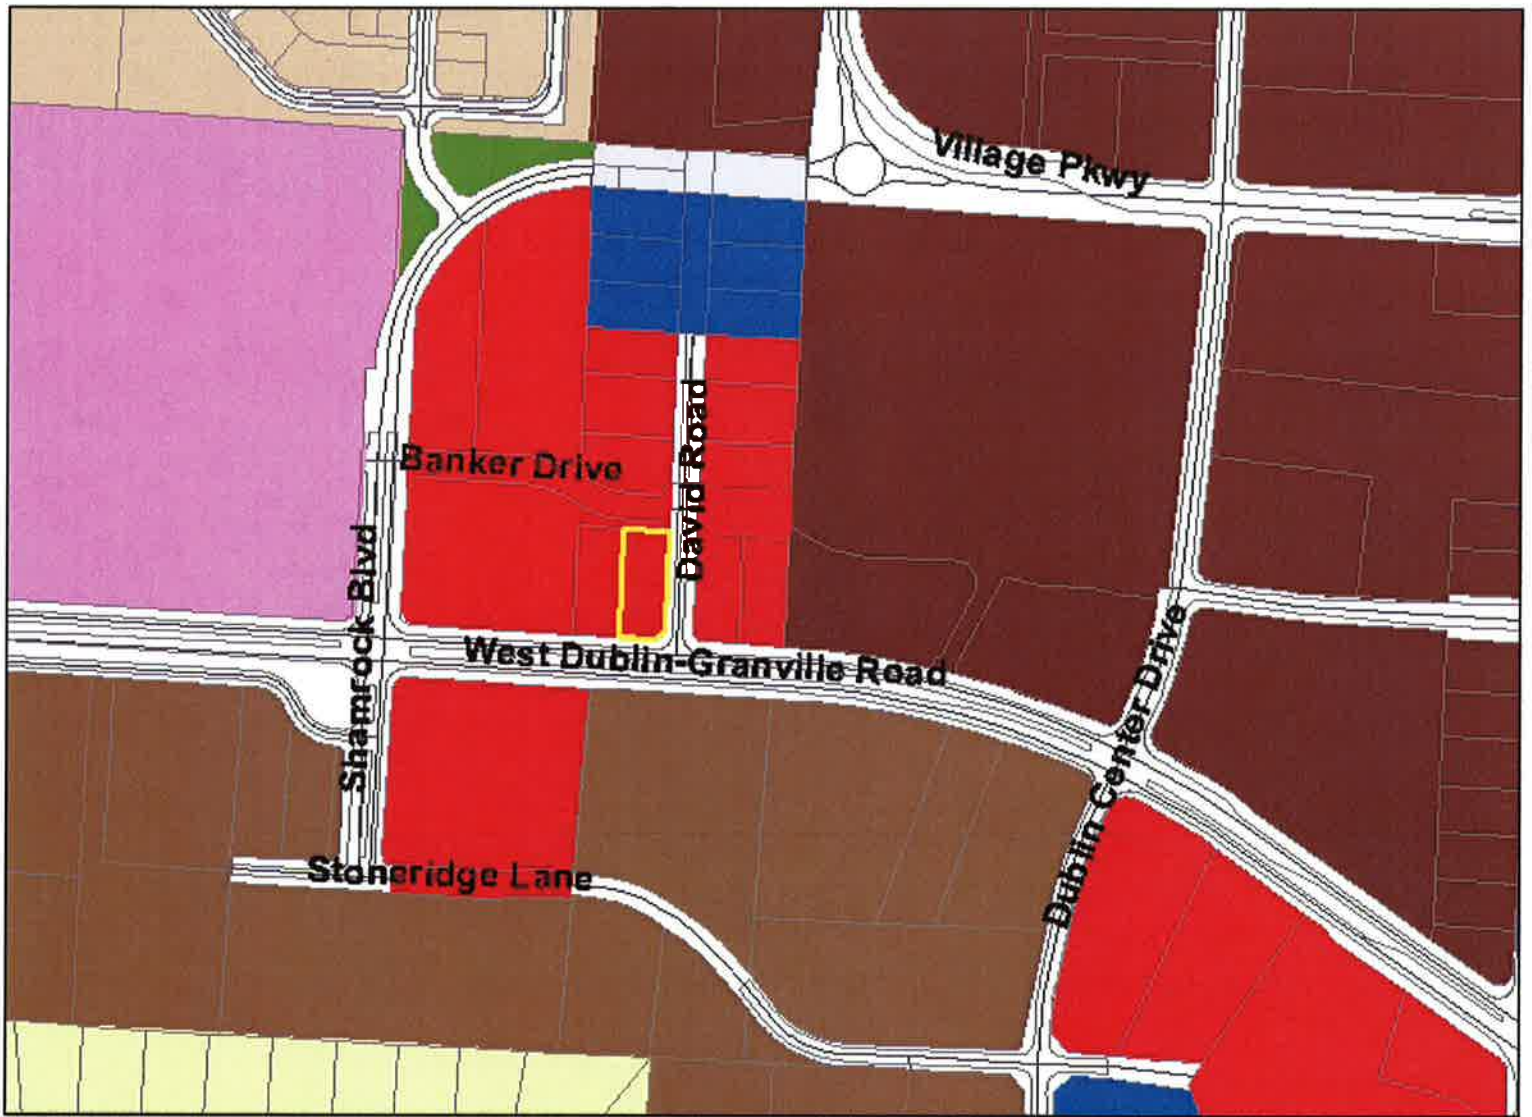 Village Pkwy
David Road
Banker Drive
Shamrock Blvd
West Dublin-Granville Road
Dublin Center Drive
Stoneridge Lane